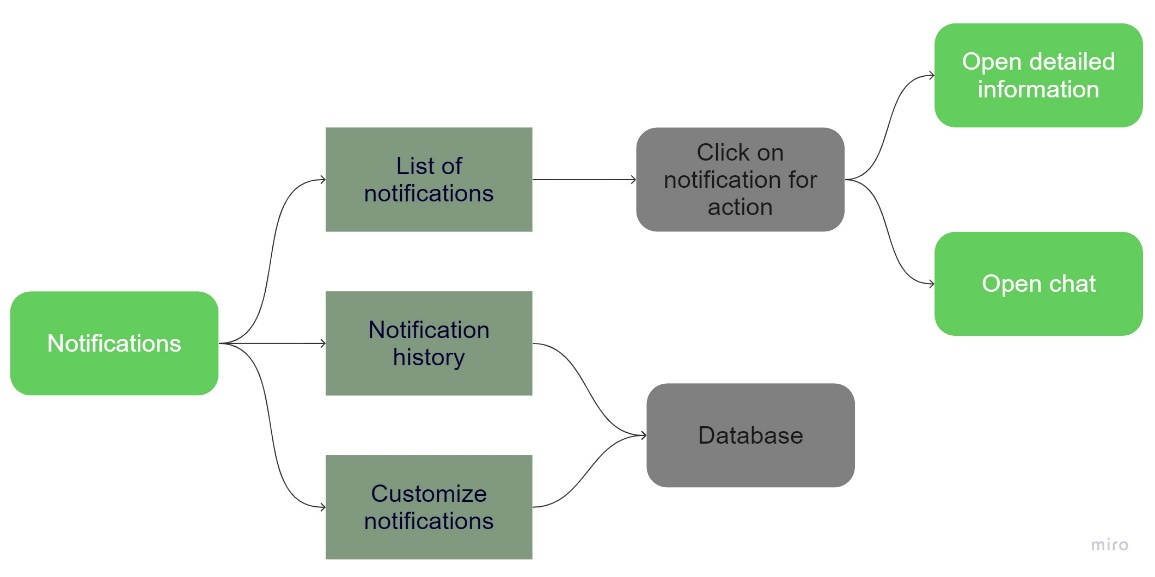 Open detailed
information
List of
notifications
Click on
notification for
action
Open chat
Notifications
Notification
history
Database
Customize
notifications
miro